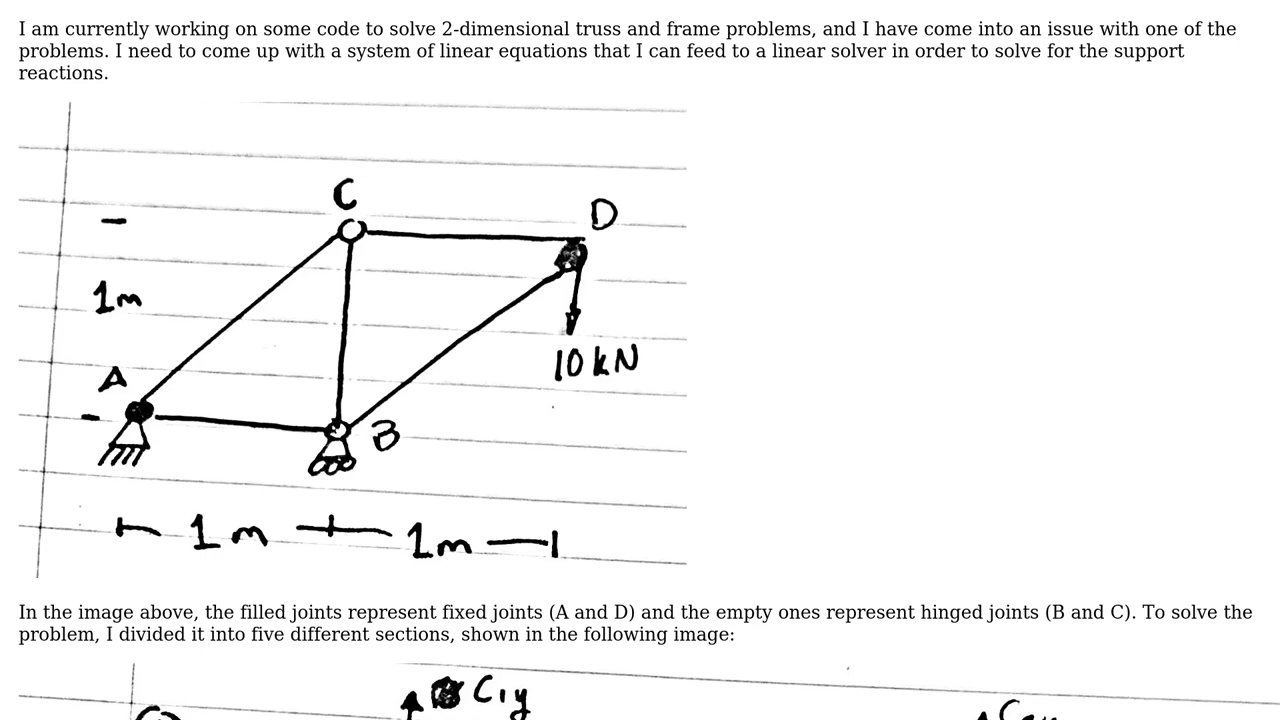 I am currently working on some code to solve 2-dimensional truss and frame problems, and I have come into an issue with one of the
problems. I need to come up with a system of linear equations that I can feed to a linear solver in order to solve for the support
reactions.
C
D
1m
10 kN
A
B
1m 1m
In the image above, the filled joints represent fixed joints (A and D) and the empty ones represent hinged joints (B and C). To solve the
problem, I divided it into five different sections, shown in the following image:
C1y